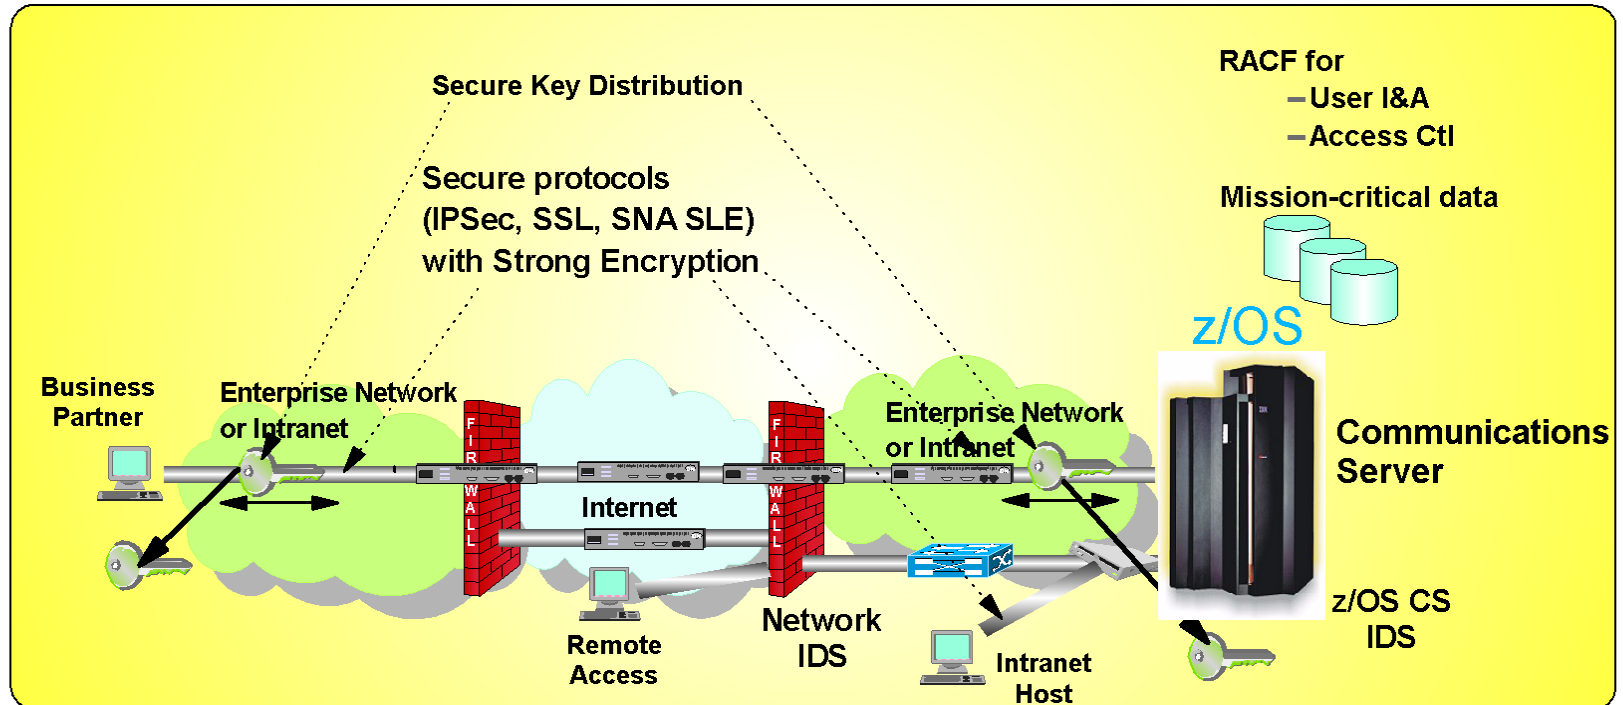 Secure Key Distribution
RACF for
– User I&A
– Access Ctl
Secure protocols
(IPSec, SSL, SNA SLE)
with Strong Encryption
Mission-critical data
z/OS
Business
Partner
Enterprise Network
or Intranet
FIREWALL
Internet
FIREWALL
Enterprise Network
or Intranet
Communications
Server
Remote
Access
Network
IDS
Intranet
Host
z/OS CS
IDS